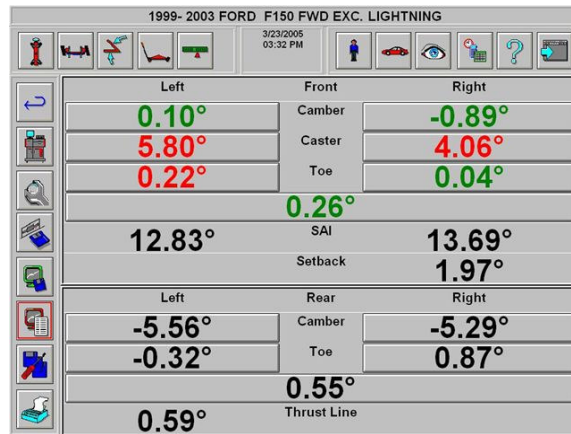 1999- 2003 FORD F150 FWD EXC. LIGHTNING
3/23/2005
03:32 PM
Left Front Right
0.10° Camber -0.89°
5.80° Caster 4.06°
0.22° Toe 0.04°
0.26°
12.83° SAI 13.69°
Setback 1.97°
Left Rear Right
-5.56° Camber -5.29°
-0.32° Toe 0.87°
0.55°
0.59° Thrust Line